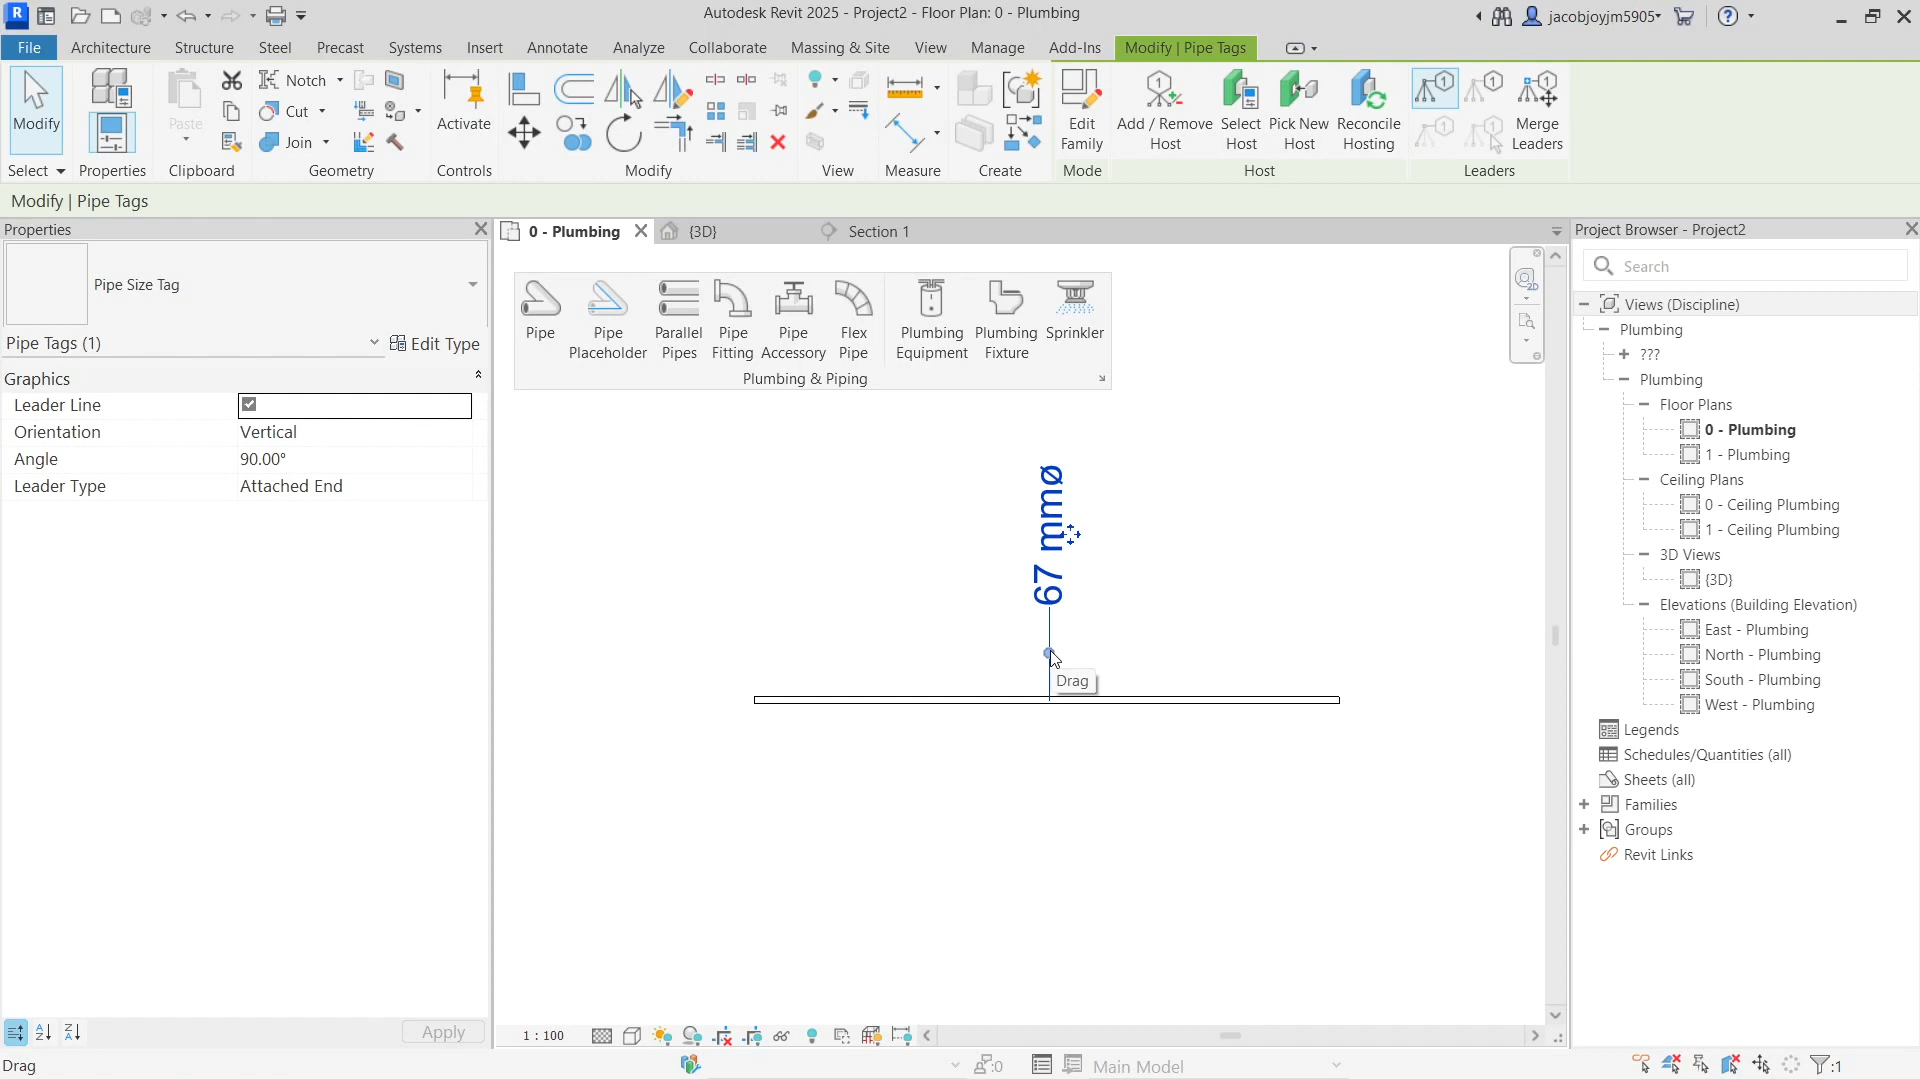 Autodesk Revit 2025 - Project2 - Floor Plan: 0 - Plumbing
jacobjoyjm5905
File Architecture Structure Steel Precast Systems Insert Annotate Analyze Collaborate Massing & Site View Manage Add-Ins Modify | Pipe Tags
Modify
Paste
Notch
Cut
Join
Activate
Edit Family
Add / Remove Host
Select Host
Pick New Host
Reconcile Hosting
Merge Leaders
Select Properties Clipboard Geometry Controls Modify View Measure Create Mode Host Leaders
Modify | Pipe Tags
Properties
Pipe Size Tag
Pipe Tags (1)
Edit Type
Graphics
Leader Line
Orientation Vertical
Angle 90.00°
Leader Type Attached End
Apply
0 - Plumbing
{3D}
Section 1
Pipe
Pipe Placeholder
Parallel Pipes
Pipe Fitting
Pipe Accessory
Flex Pipe
Plumbing Equipment
Plumbing Fixture
Sprinkler
Plumbing & Piping
2D
67 mmø
Drag
1 : 100
Project Browser - Project2
Search
Views (Discipline)
Plumbing
???
Plumbing
Floor Plans
0 - Plumbing
1 - Plumbing
Ceiling Plans
0 - Ceiling Plumbing
1 - Ceiling Plumbing
3D Views
{3D}
Elevations (Building Elevation)
East - Plumbing
North - Plumbing
South - Plumbing
West - Plumbing
Legends
Schedules/Quantities (all)
Sheets (all)
Families
Groups
Revit Links
Drag
:0
Main Model
:1